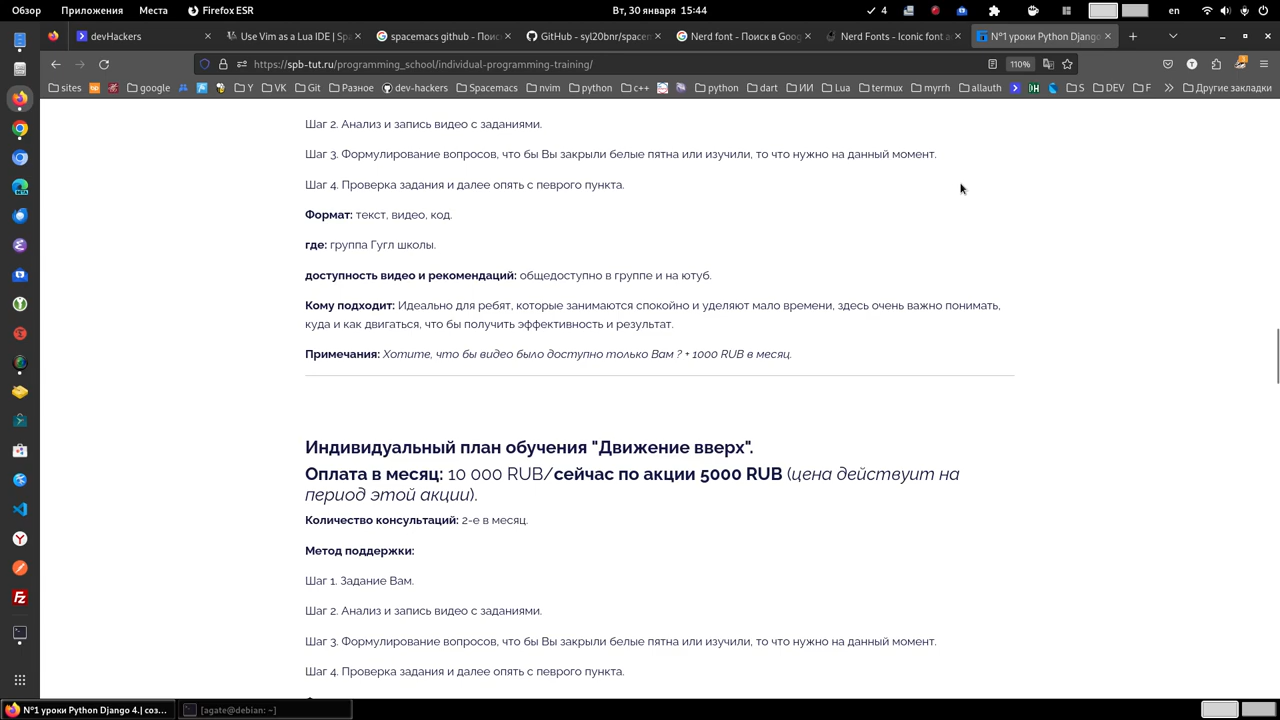 Обзор Приложения Места Firefox ESR Вт, 30 января 15:44 4 en
devHackers Use Vim as a Lua IDE | Spa spacemacs github - Поис GitHub - syl20bnr/spacem Nerd font - Поиск в Goog Nerd Fonts - Iconic font a N°1 уроки Python Django
https://spb-tut.ru/programming_school/individual-programming-training/ 110%
sites google Y VK Git Разное dev-hackers Spacemacs nvim python c++ python dart ИИ Lua termux myrrh allauth S DEV F Другие закладки
Шаг 2. Анализ и запись видео с заданиями.
Шаг 3. Формулирование вопросов, что бы Вы закрыли белые пятна или изучили, то что нужно на данный момент.
Шаг 4. Проверка задания и далее опять с певрого пункта.
Формат: текст, видео, код.
где: группа Гугл школы.
доступность видео и рекомендаций: общедоступно в группе и на ютуб.
Кому подходит: Идеально для ребят, которые занимаются спокойно и уделяют мало времени, здесь очень важно понимать,
куда и как двигаться, что бы получить эффективность и результат.
Примечания: Хотите, что бы видео было доступно только Вам ? + 1000 RUB в месяц.
Индивидуальный план обучения "Движение вверх".
Оплата в месяц: 10 000 RUB/сейчас по акции 5000 RUB (цена действуит на
период этой акции).
Количество консультаций: 2-е в месяц.
Метод поддержки:
Шаг 1. Задание Вам.
Шаг 2. Анализ и запись видео с заданиями.
Шаг 3. Формулирование вопросов, что бы Вы закрыли белые пятна или изучили, то что нужно на данный момент.
Шаг 4. Проверка задания и далее опять с певрого пункта.
N°1 уроки Python Django 4.| соз... [agate@debian: ~]